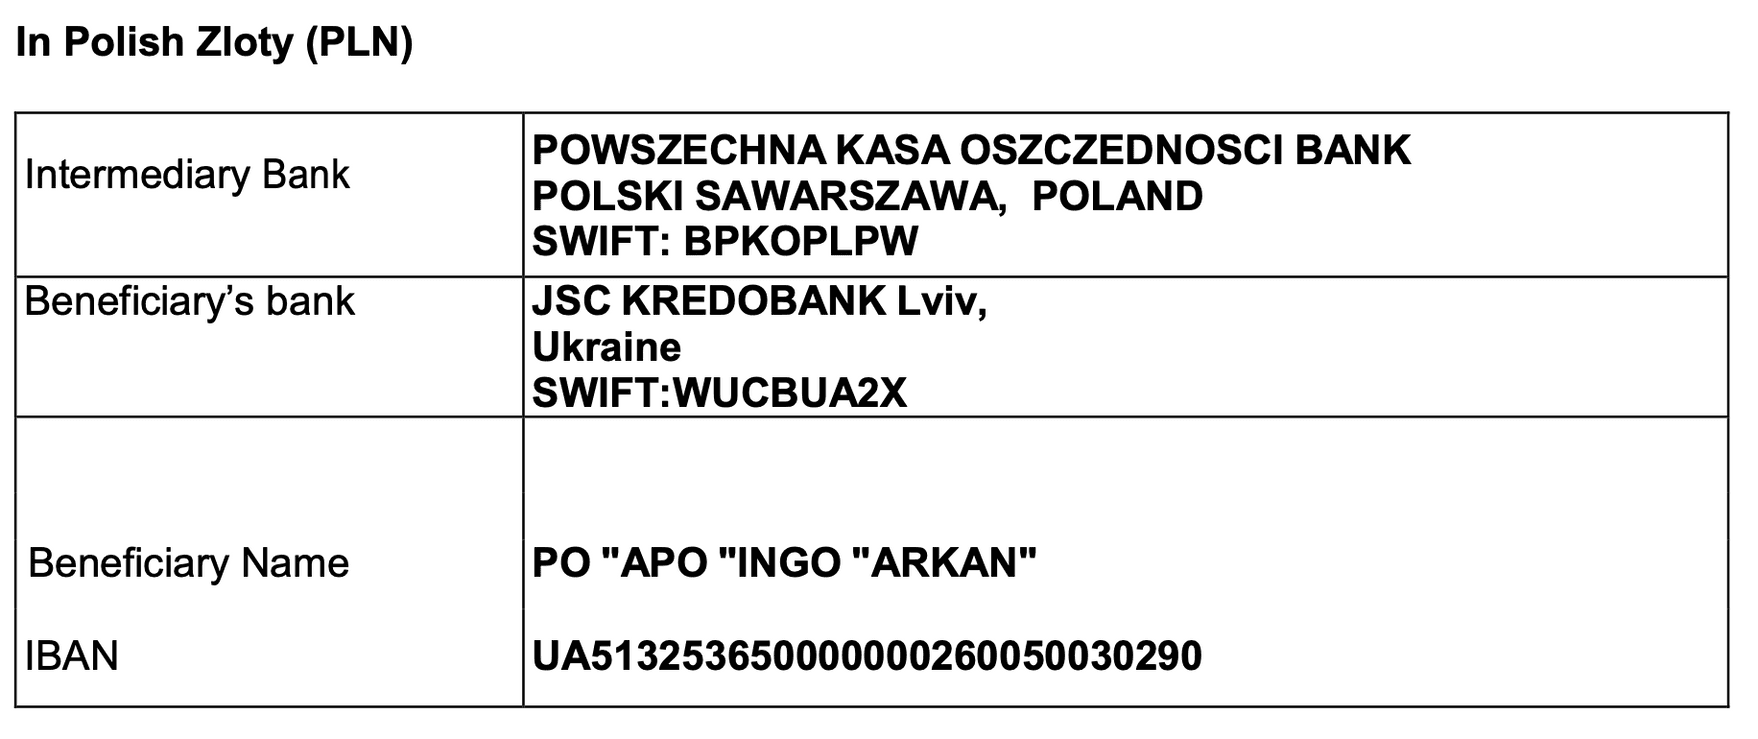 In Polish Zloty (PLN)
Intermediary Bank
POWSZECHNA KASA OSZCZEDNOSCI BANK
POLSKI SAWARSZAWA, POLAND
SWIFT: BPKOPLPW
Beneficiary’s bank
JSC KREDOBANK Lviv,
Ukraine
SWIFT:WUCBUA2X
Beneficiary Name
PO "APO "INGO "ARKAN"
IBAN
UA513253650000000260050030290